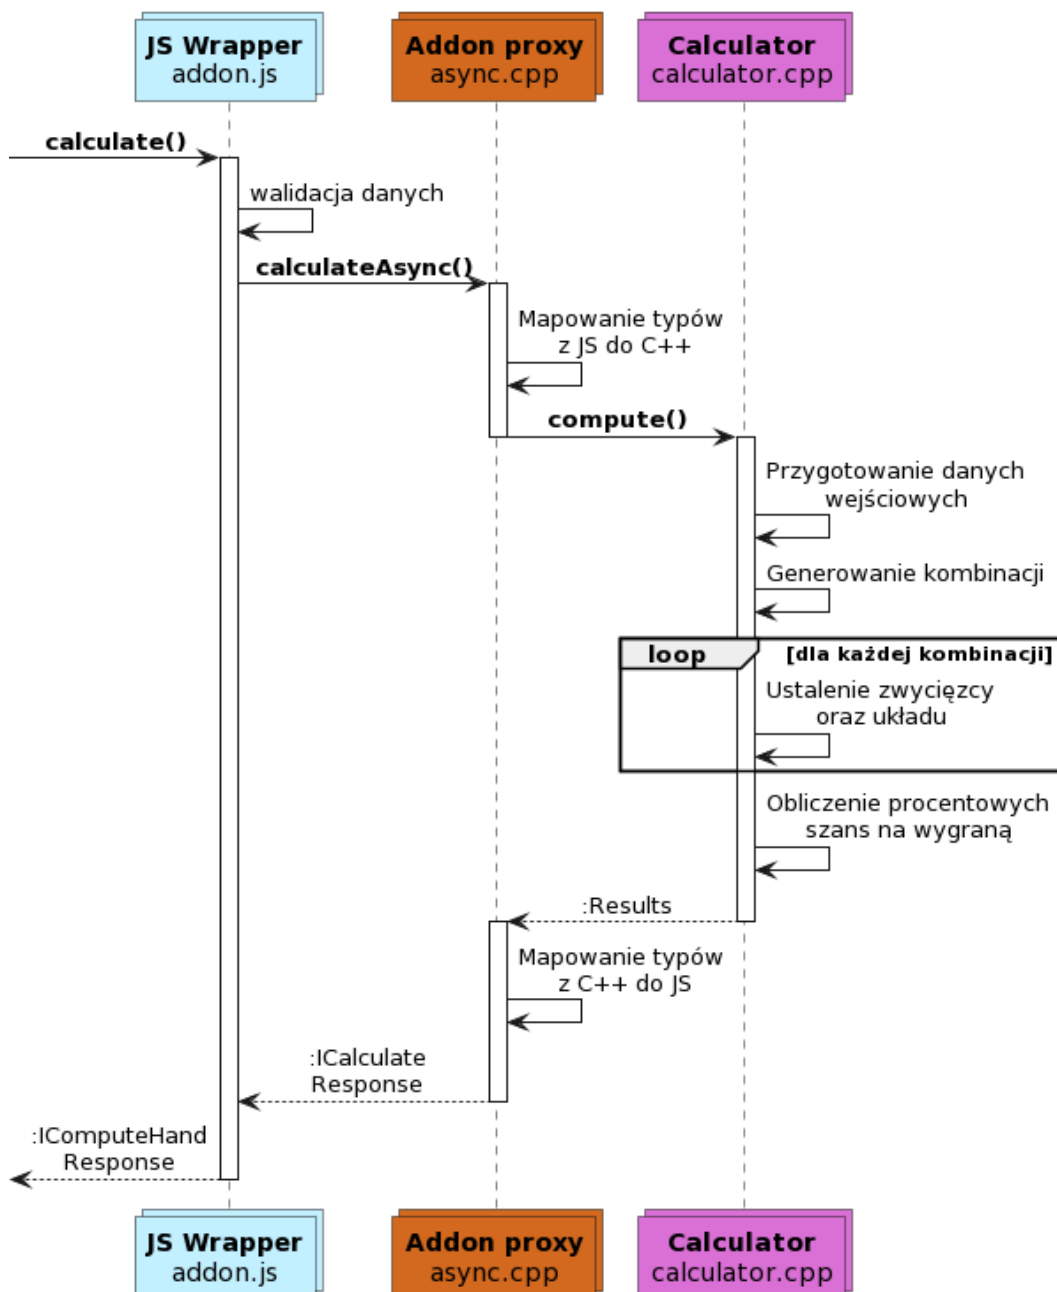 JS Wrapper
addon.js
Addon proxy
async.cpp
Calculator
calculator.cpp
calculate()
walidacja danych
calculateAsync()
Mapowanie typów
z JS do C++
compute()
Przygotowanie danych
wejściowych
Generowanie kombinacji
loop
[dla każdej kombinacji]
Ustalenie zwycięzcy
oraz układu
Obliczenie procentowych
szans na wygraną
:Results
Mapowanie typów
z C++ do JS
:ICalculate
Response
:IComputeHand
Response
JS Wrapper
addon.js
Addon proxy
async.cpp
Calculator
calculator.cpp